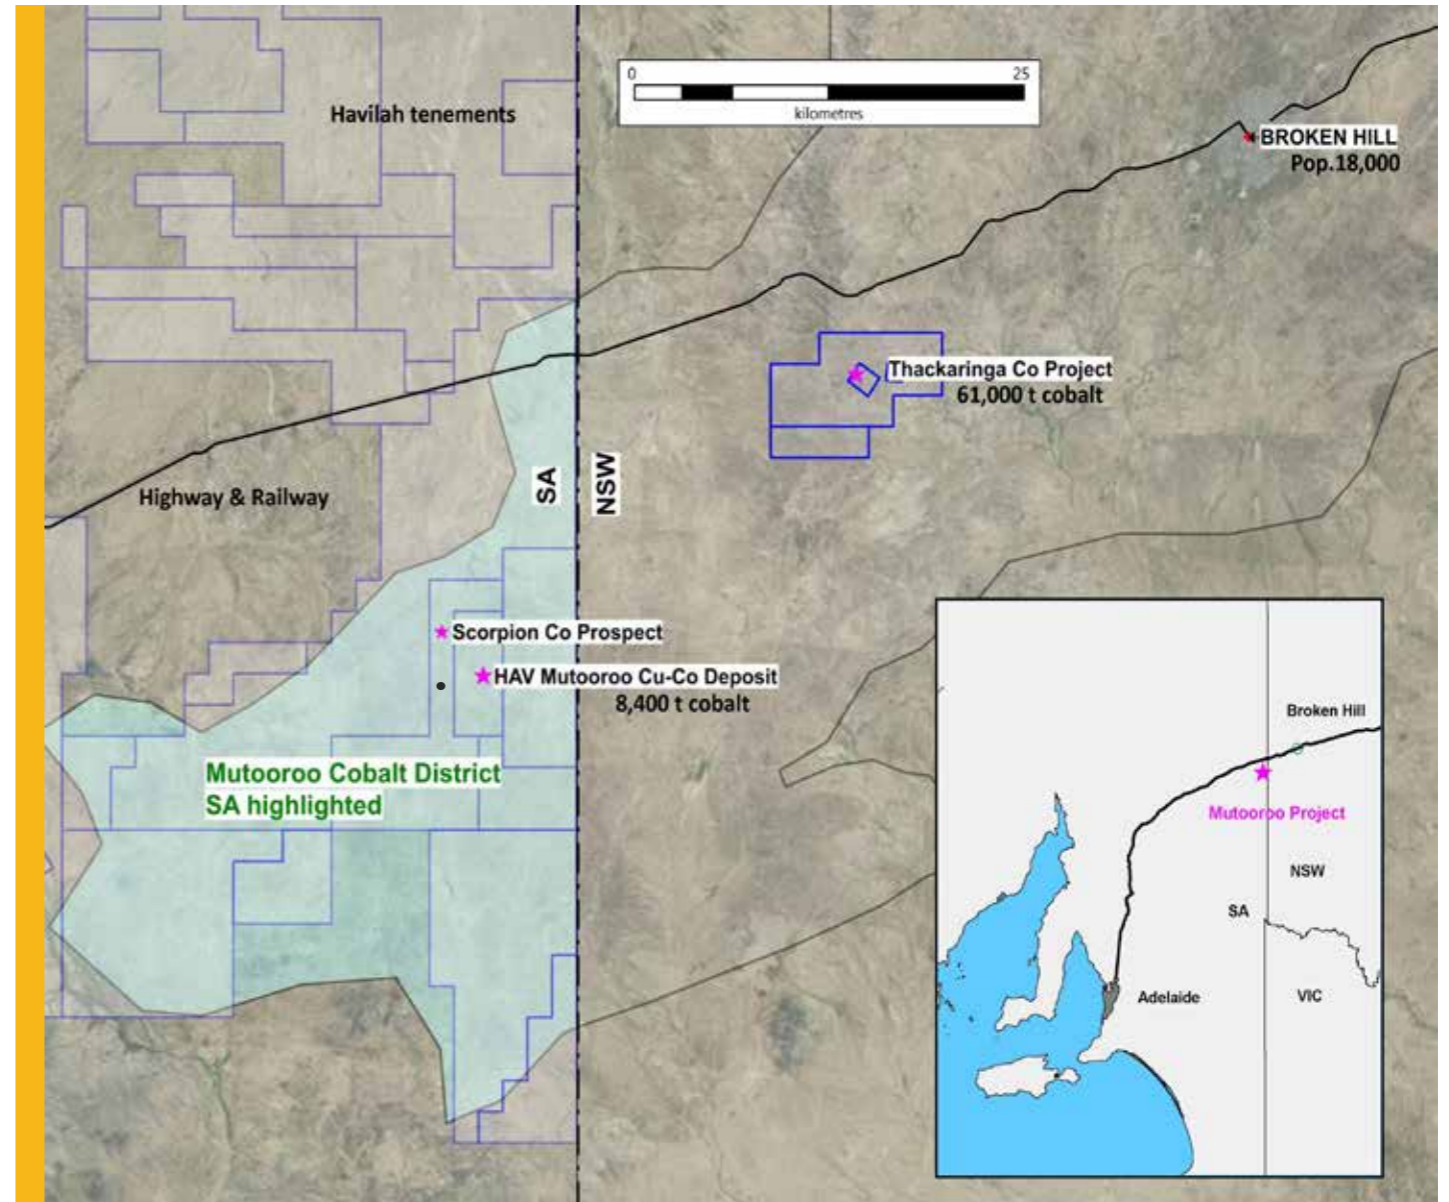 0 25
kilometres
Havilah tenements
BROKEN HILL
Pop.18,000
Thackaringa Co Project
61,000 t cobalt
SA
NSW
Highway & Railway
Scorpion Co Prospect
HAV Mutooroo Cu-Co Deposit
8,400 t cobalt
Mutooroo Cobalt District
SA highlighted
Broken Hill
Mutooroo Project
NSW
SA
Adelaide
VIC